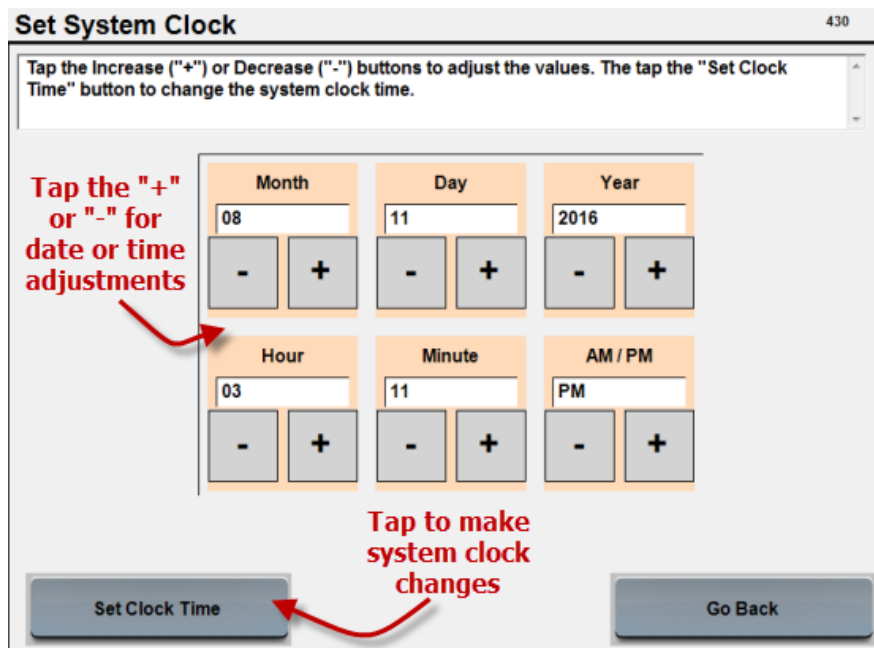 Set System Clock
430
Tap the Increase ("+") or Decrease ("-") buttons to adjust the values. The tap the "Set Clock
Time" button to change the system clock time.
Tap the "+"
or "-" for
date or time
adjustments
Month
Day
Year
08
11
2016
- + - + - +
Hour
Minute
AM / PM
03
11
PM
- + - + - +
Tap to make
system clock
changes
Set Clock Time
Go Back